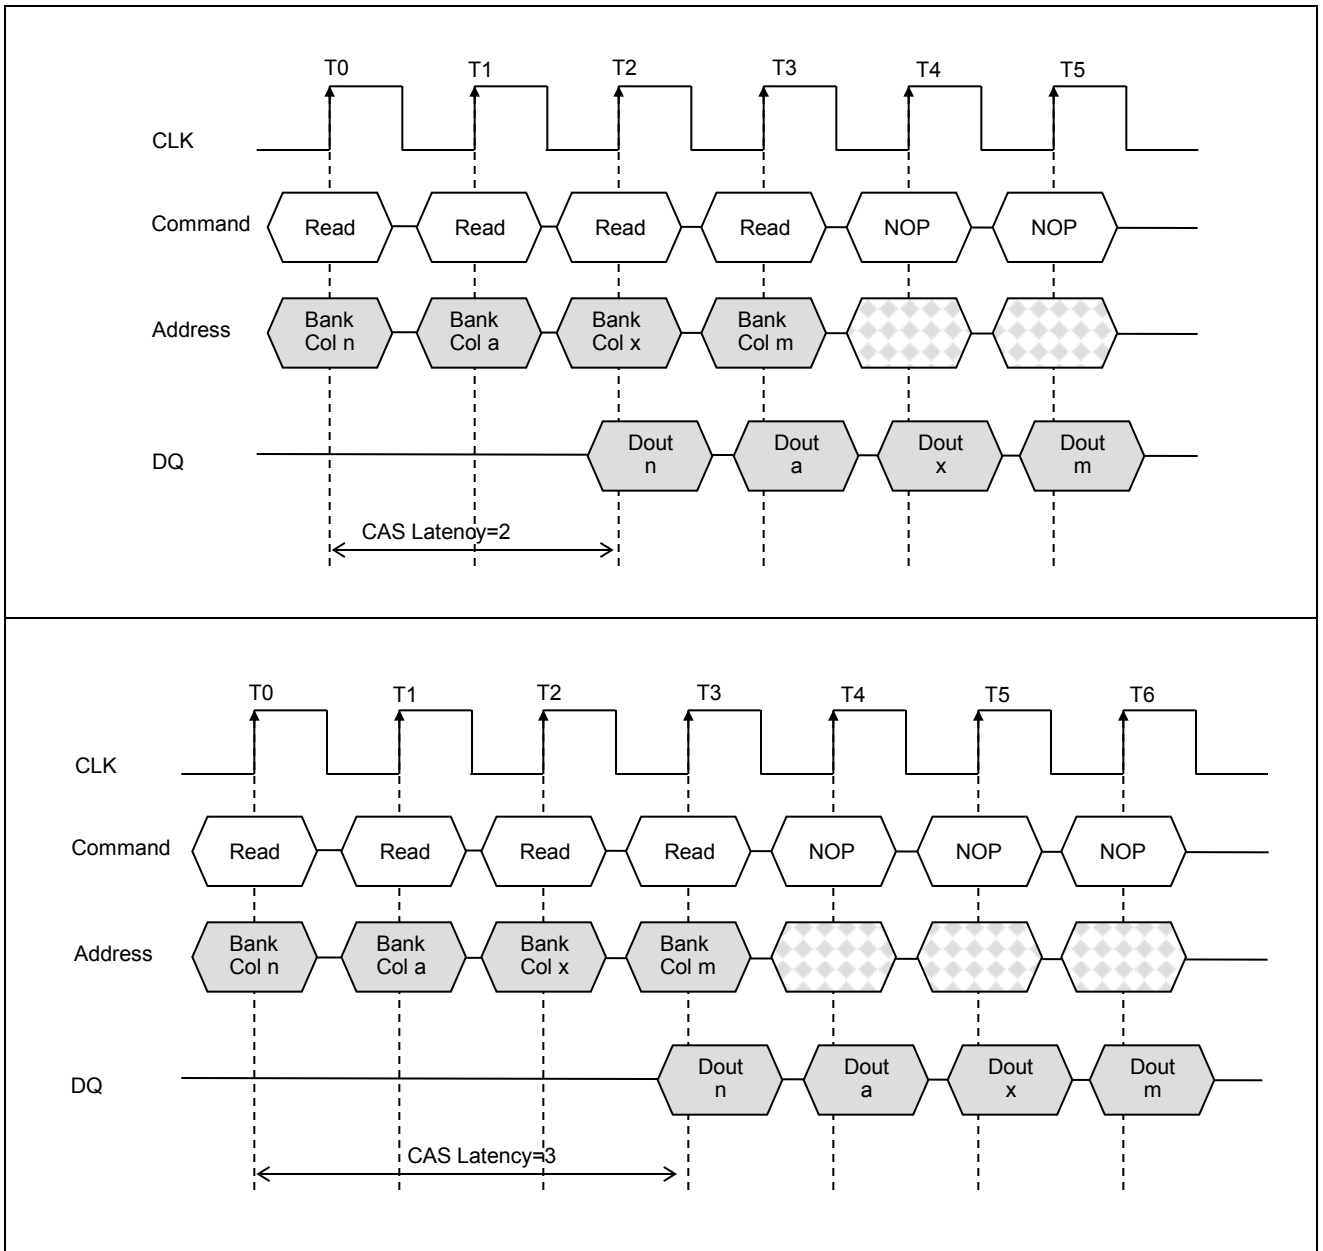 T0 T1 T2 T3 T4 T5
CLK
Command Read Read Read Read NOP NOP
Address Bank Col n Bank Col a Bank Col x Bank Col m
DQ Dout n Dout a Dout x Dout m
CAS Latency=2
T0 T1 T2 T3 T4 T5 T6
CLK
Command Read Read Read Read NOP NOP NOP
Address Bank Col n Bank Col a Bank Col x Bank Col m
DQ Dout n Dout a Dout x Dout m
CAS Latency=3